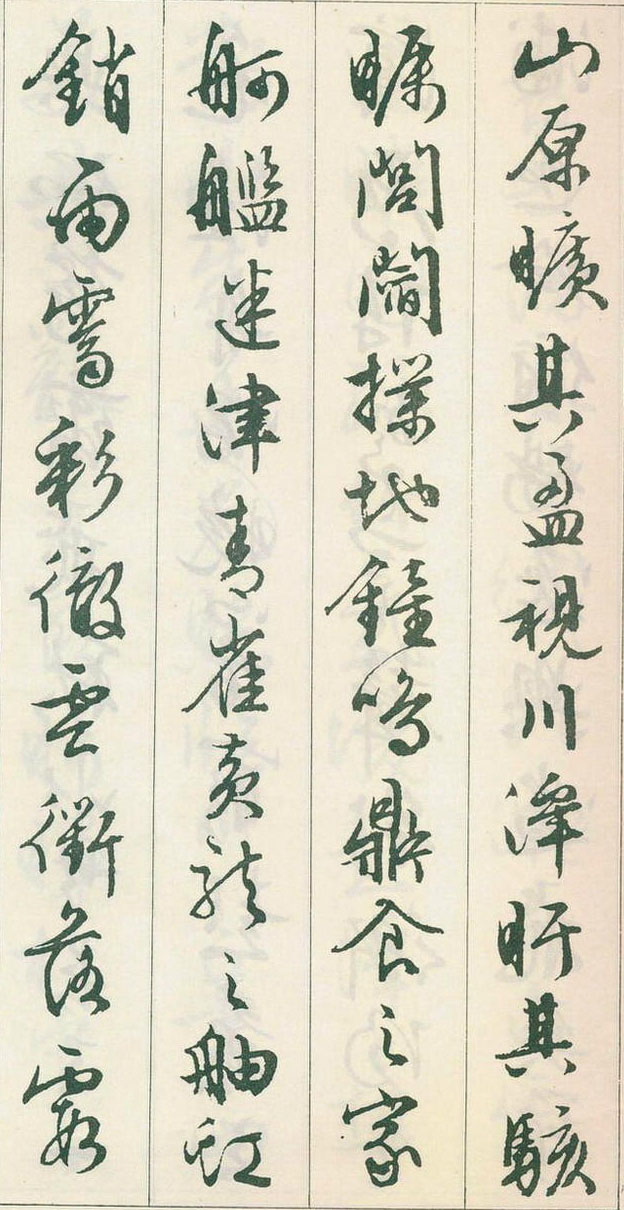 山原曠其盈視川澤盱其駭
矚閭閻撲地鐘鳴鼎食之家
舸艦迷津青雀黃龍之舳虹
銷雨霽彩徹雲衢落霞